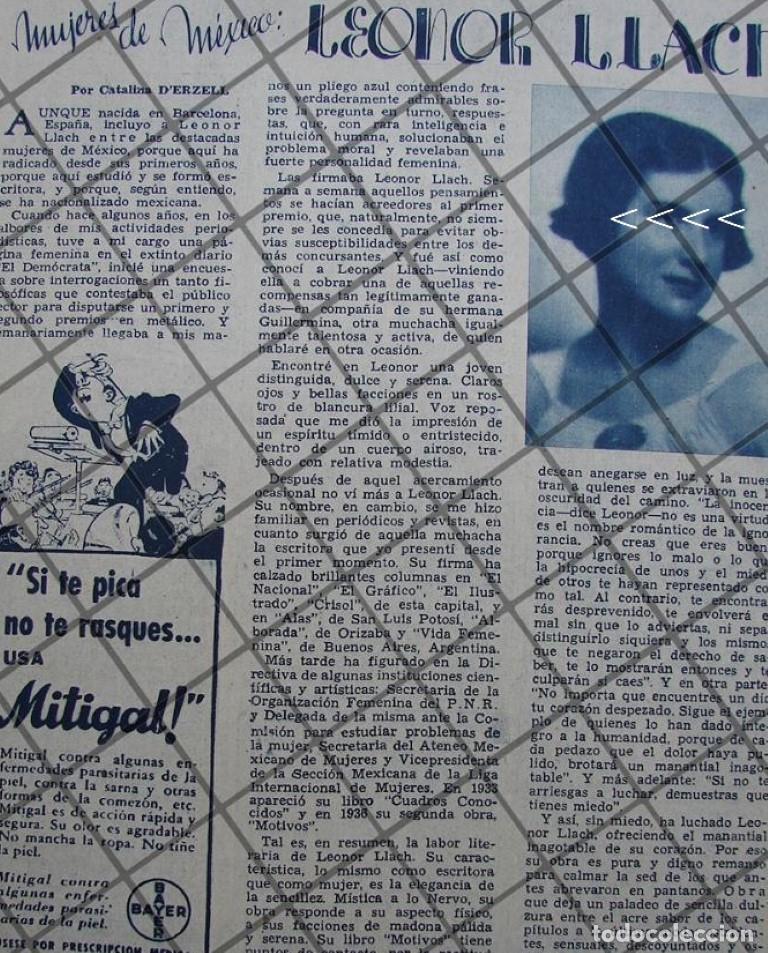 Mujeres de México: LEONOR LLACH
Por Catalina D'ERZELL
AUNQUE nacida en Barcelona,
España, incluyo a Leonor
Llach entre las destacadas
mujeres de México, porque aquí ha
radicado desde sus primeros años,
porque aquí estudió y se formó es-
critora, y porque, según entiendo,
se ha nacionalizado mexicana.
Cuando hace algunos años, en los
albores de mis actividades perio-
dísticas, tuve a mi cargo una pá-
gina femenina en el extinto diario
"El Demócrata", inicié una encues-
ta sobre interrogaciones un tanto fi-
losóficas que contestaba el público
lector para disputarse un primero y
segundo premios en metálico. Y
semanariamente llegaba a mis ma-
nos un pliego azul conteniendo fra-
ses verdaderamente admirables so-
bre la pregunta en turno, respues-
tas, que, con rara inteligencia e
intuición humana, solucionaban el
problema moral y revelaban una
fuerte personalidad femenina.
Las firmaba Leonor Llach. Se-
mana a semana aquellos pensamien-
tos se hacían acreedores al primer
premio, que, naturalmente, no siem-
pre se les concedía para evitar ob-
vias susceptibilidades entre los de-
más concursantes. Y fué así como
conocí a Leonor Llach—viniendo
ella a cobrar una de aquellas re-
compensas tan legítimamente gana-
das—en compañía de su hermana
Guillermina, otra muchacha igual-
mente talentosa y activa, de quien
hablaré en otra ocasión.
Encontré en Leonor una joven
distinguida, dulce y serena. Claros
ojos y bellas facciones en un ros-
tro de blancura lilial. Voz repo-
sada que me dió la impresión de
un espíritu tímido o entristecido,
dentro de un cuerpo airoso, tra-
jeado con relativa modestia.
Después de aquel acercamiento
ocasional no ví más a Leonor Llach.
Su nombre, en cambio, se me hizo
familiar en periódicos y revistas, en
cuanto surgió de aquella muchacha
la escritora que yo presentí desde
el primer momento. Su firma ha
calzado brillantes columnas en "El
Nacional", "El Gráfico", "El Ilus-
trado", "Crisol", de esta capital, y
en "Alas", de San Luis Potosí, "Al-
borada", de Orizaba y "Vida Feme-
nina", de Buenos Aires, Argentina.
Más tarde ha figurado en la Di-
rectiva de algunas instituciones cien-
tíficas y artísticas: Secretaria de la
Organización Femenina del P.N.R.
y Delegada de la misma ante la Co-
misión para estudiar problemas de
la mujer, Secretaria del Ateneo Me-
xicano de Mujeres y Vicepresidenta
de la Sección Mexicana de la Liga
Internacional de Mujeres. En 1933
apareció su libro "Cuadros Cono-
cidos" y en 1936 su segunda obra,
"Motivos".
Tal es, en resumen, la labor lite-
raria de Leonor Llach. Su carac-
terística, lo mismo como escritora
que como mujer, es la elegancia de
la sencillez. Mística a lo Nervo, su
obra responde a su aspecto físico,
a sus facciones de madona pálida
y serena. Su libro "Motivos" tiene
<<<<
desean anegarse en luz, y la mues-
tran a quienes se extraviaron en l
oscuridad del camino. "La inocen-
cia—dice Leonor—no es una virtud
es el nombre romántico de la igno-
rancia. No creas que eres buen
porque ignores lo malo o lo qu
la hipocrecía de unos y el mied
de otros te hayan representado co-
mo tal. Al contrario, te encontra-
rás desprevenido, te envolverá e
mal sin que lo adviertas, ni sepa
distinguirlo siquiera y los mismo
que te negaron el derecho de sa-
ber, te lo mostrarán entonces y te
culparán si caes". Y en otra parte
"No importa que encuentres un dí
tu corazón despezado. Sigue el ejem-
plo de quienes lo han dado ínte-
gro a la humanidad, porque de ca-
da pedazo que el dolor haya pu-
lido, brotará un manantial inago-
table". Y más adelante: "Si no te
arriesgas a luchar, demuestras que
tienes miedo".
Y así, sin miedo, ha luchado Leo-
nor Llach, ofreciendo el manantial
inagotable de su corazón. Por eso
su obra es pura y digna remanso
para calmar la sed de los que an-
tes abrevaron en pantanos. Obra
que deja un paladeo de sencilla dul-
zura entre el acre sabor de los ca-
pítulos a
tes, sensuales, descoyuntados y os-
"Si te pica
no te rasques...
USA
Mitigal!"
Mitigal contra algunas en-
fermedades parasitarias de la
piel, contra la sarna y otras
formas de la comezón, etc.
Mitigal es de acción rápida y
segura. Su olor es agradable.
No mancha la ropa. No tiñe
la piel.
Mitigal contra
algunas enfer-
medades parasi-
tarias de la piel.
BAYER
BAYER
USESE POR PRESCRIPCION MEDICA
todocoleccion